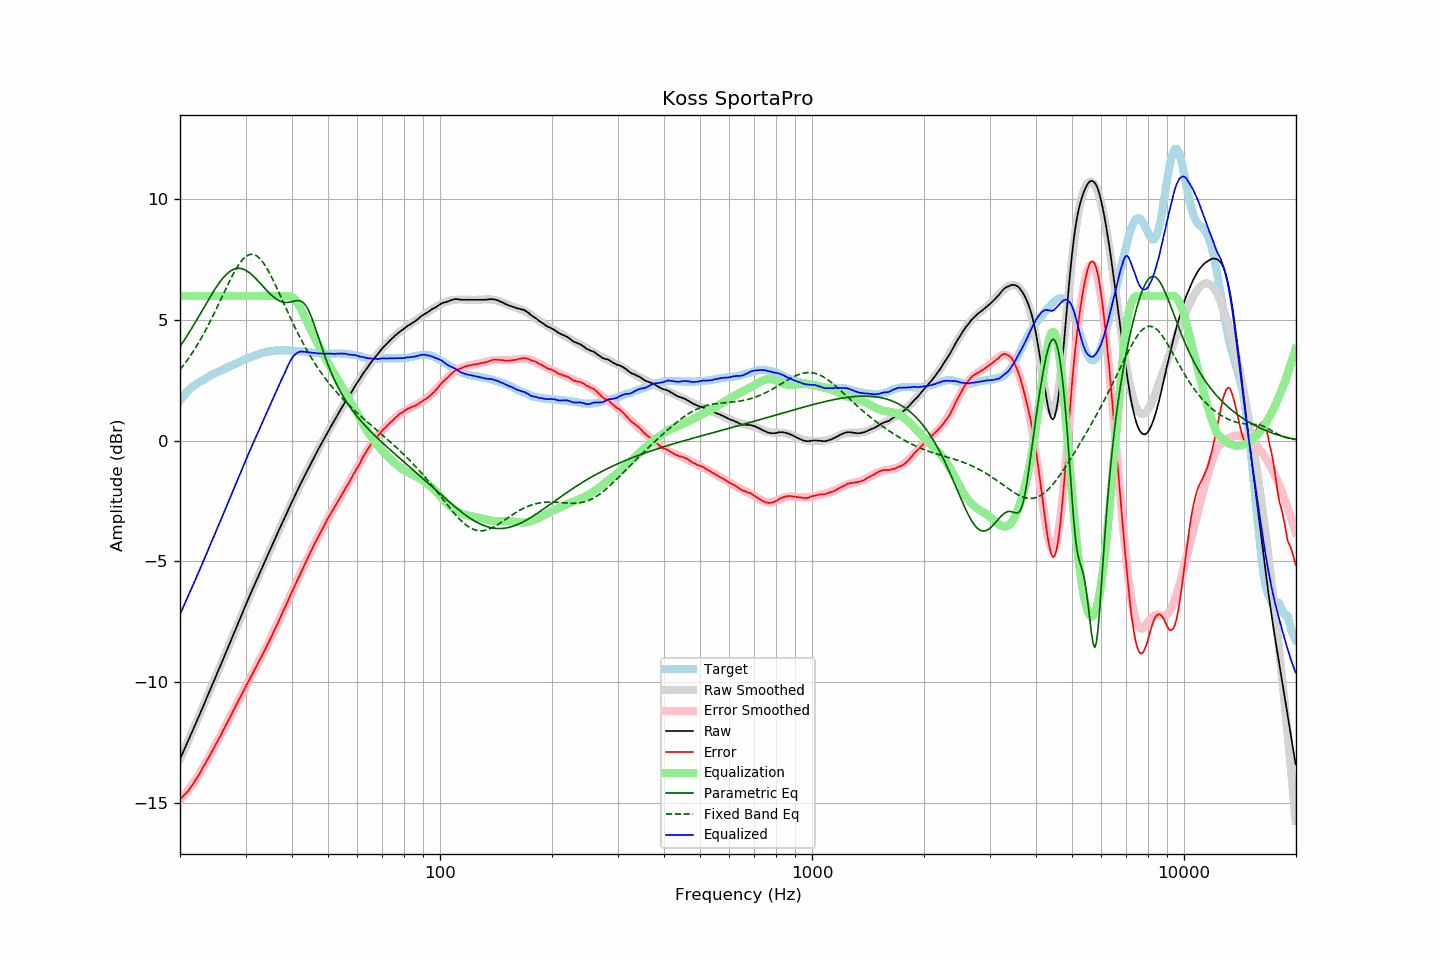 Koss SportaPro
Amplitude (dBr)
10
5
0
−5
−10
−15
100
1000
10000
Frequency (Hz)
Target
Raw Smoothed
Error Smoothed
Raw
Error
Equalization
Parametric Eq
Fixed Band Eq
Equalized